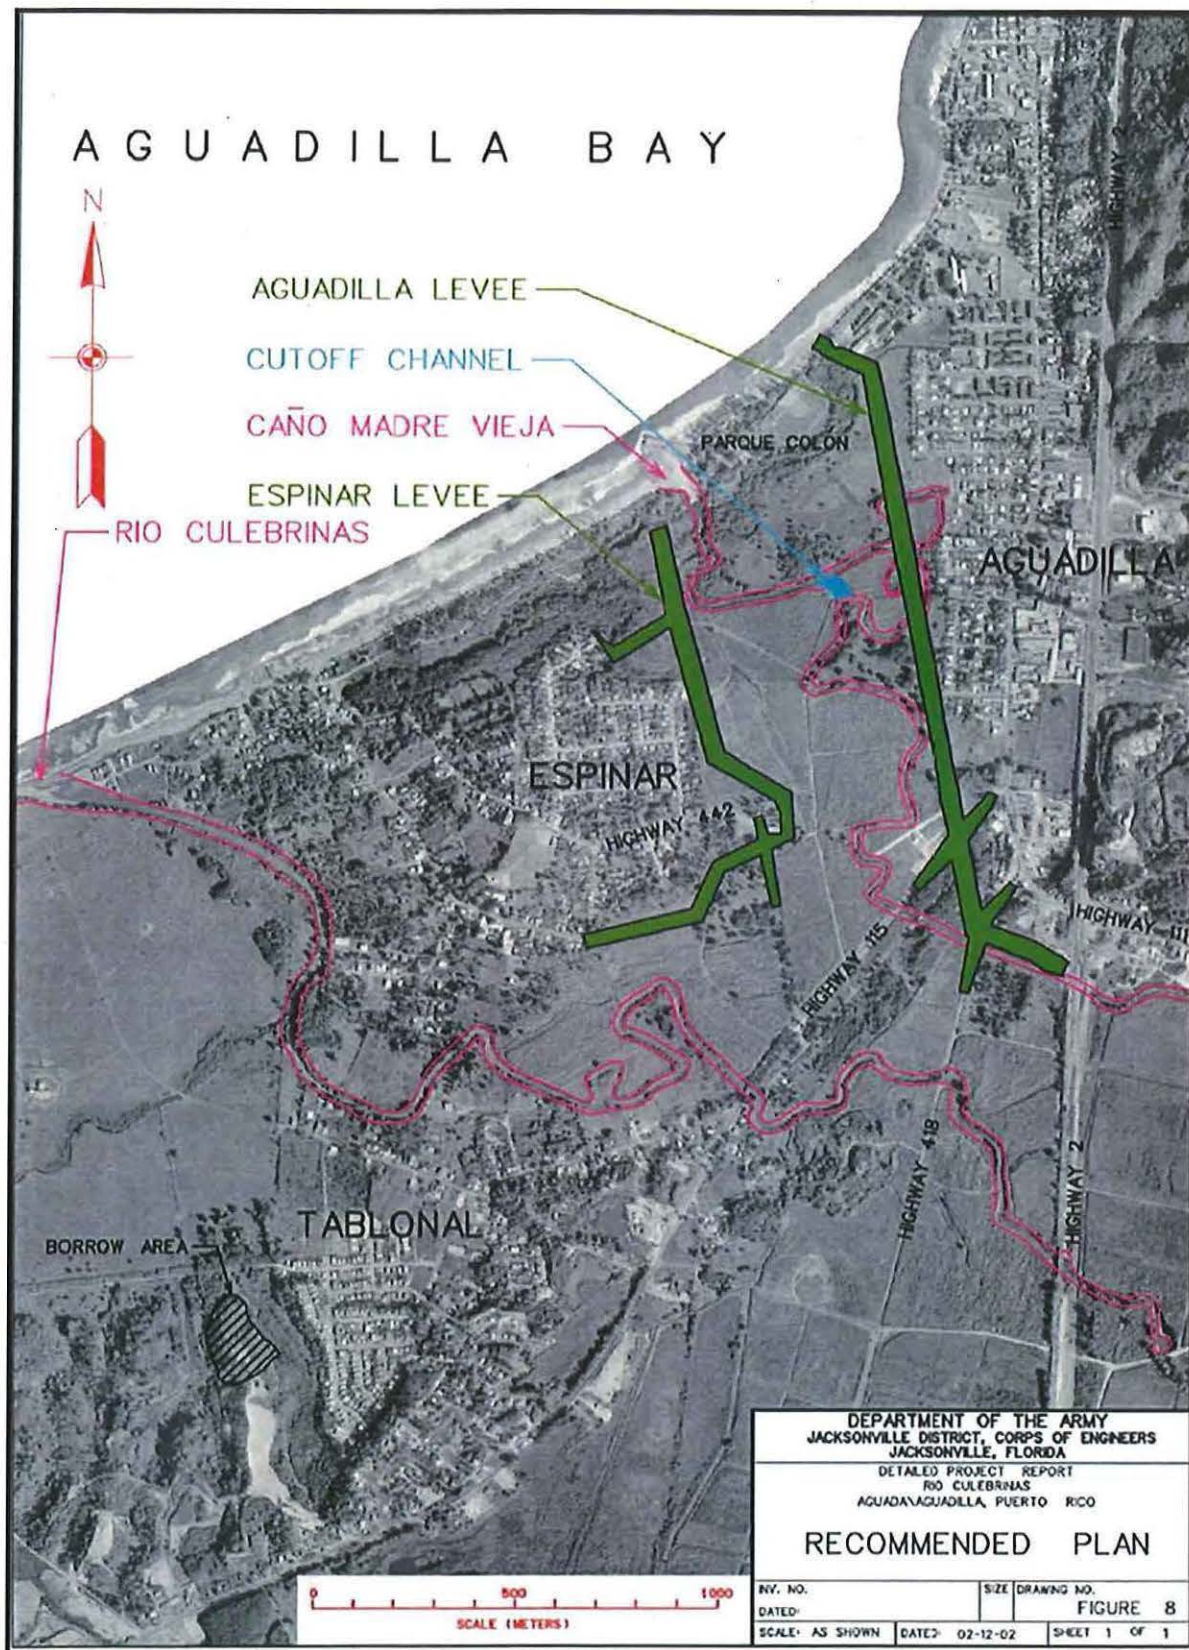 AGUADILLA BAY
N
AGUADILLA LEVEE
CUTOFF CHANNEL
CAÑO MADRE VIEJA
ESPINAR LEVEE
RIO CULEBRINAS
PARQUE COLÓN
AGUADILLA
HIGHWAY 2
ESPINAR
HIGHWAY 442
HIGHWAY 115
HIGHWAY 111
HIGHWAY 418
HIGHWAY 2
TABLONAL
BORROW AREA
0 500 1000
SCALE (METERS)
DEPARTMENT OF THE ARMY
JACKSONVILLE DISTRICT, CORPS OF ENGINEERS
JACKSONVILLE, FLORIDA
DETAILED PROJECT REPORT
RIO CULEBRINAS
AGUADA\AGUADILLA, PUERTO RICO
RECOMMENDED PLAN
INV. NO. SIZE DRAWING NO.
DATED: FIGURE 8
SCALE: AS SHOWN DATED: 02-12-02 SHEET 1 OF 1